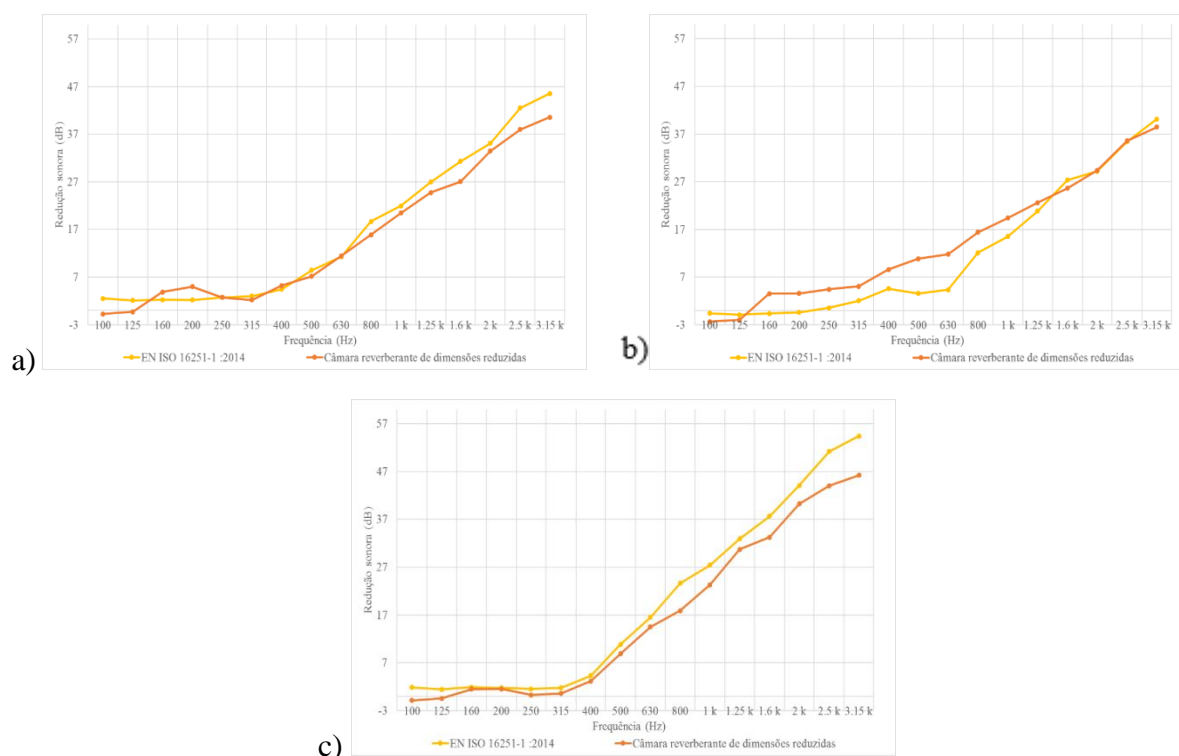 57
47
37
27
17
7
-3
Redução sonora (dB)
100 125 160 200 250 315 400 500 630 800 1 k 1.25 k 1.6 k 2 k 2.5 k 3.15 k
Frequência (Hz)
EN ISO 16251-1 :2014 Câmara reverberante de dimensões reduzidas
a)
57
47
37
27
17
7
-3
Redução sonora (dB)
100 125 160 200 250 315 400 500 630 800 1 k 1.25 k 1.6 k 2 k 2.5 k 3.15 k
Frequência (Hz)
EN ISO 16251-1 :2014 Câmara reverberante de dimensões reduzidas
b)
57
47
37
27
17
7
-3
Redução sonora (dB)
100 125 160 200 250 315 400 500 630 800 1 k 1.25 k 1.6 k 2 k 2.5 k 3.15 k
Frequência (Hz)
EN ISO 16251-1 :2014 Câmara reverberante de dimensões reduzidas
c)